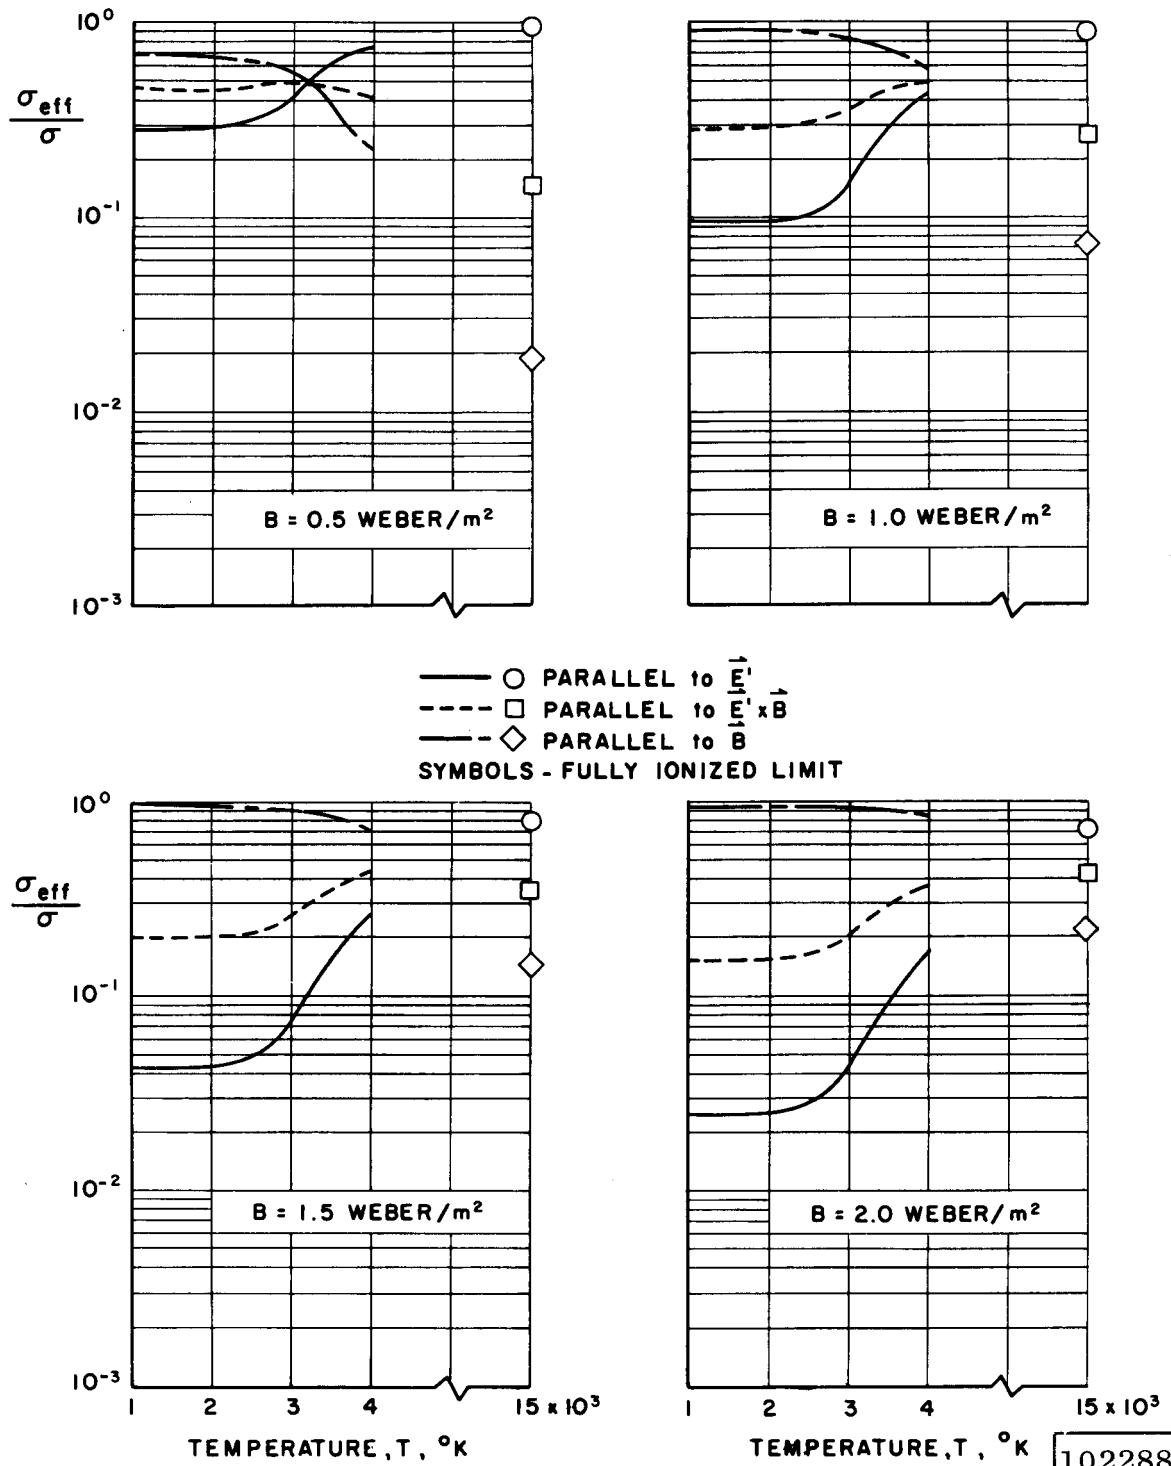 10⁰
σeff
σ
10⁻¹
10⁻²
B = 0.5 WEBER/m²
B = 1.0 WEBER/m²
10⁻³
PARALLEL to E⃗'
PARALLEL to E⃗' x B⃗
PARALLEL to B⃗
SYMBOLS - FULLY IONIZED LIMIT
10⁰
σeff
σ
10⁻¹
10⁻²
B = 1.5 WEBER/m²
B = 2.0 WEBER/m²
10⁻³
1 2 3 4 15 x 10³
1 2 3 4 15 x 10³
TEMPERATURE, T, °K
TEMPERATURE, T, °K
102288